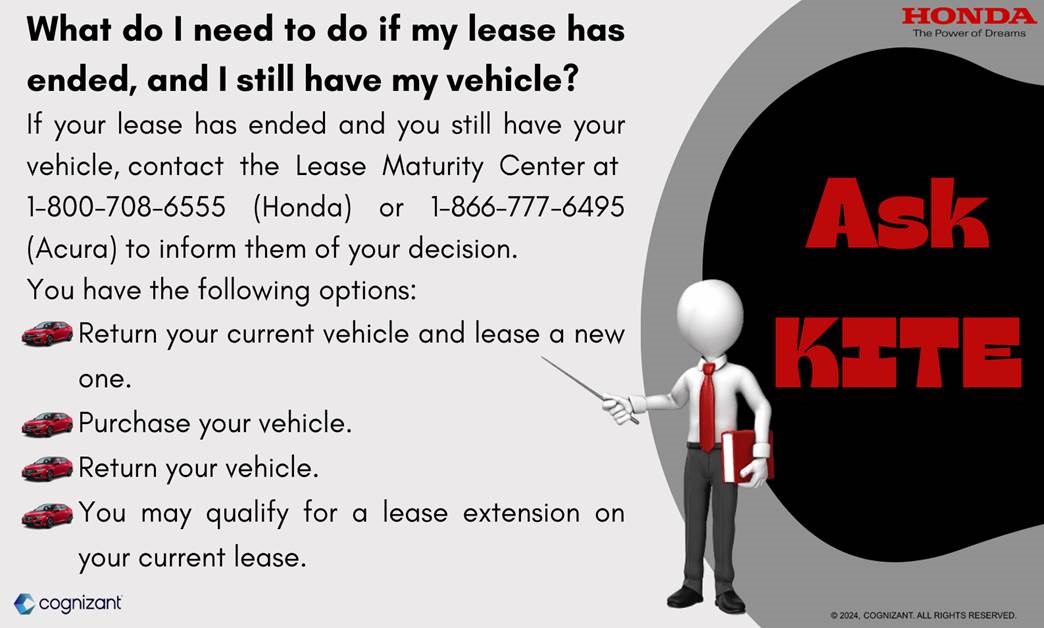 What do I need to do if my lease has
ended, and I still have my vehicle?
If your lease has ended and you still have your
vehicle, contact the Lease Maturity Center at
1-800-708-6555 (Honda) or 1-866-777-6495
(Acura) to inform them of your decision.
You have the following options:
Return your current vehicle and lease a new
one.
Purchase your vehicle.
Return your vehicle.
You may qualify for a lease extension on
your current lease.
cognizant
HONDA
The Power of Dreams
Ask
KITE
© 2024, COGNIZANT. ALL RIGHTS RESERVED.